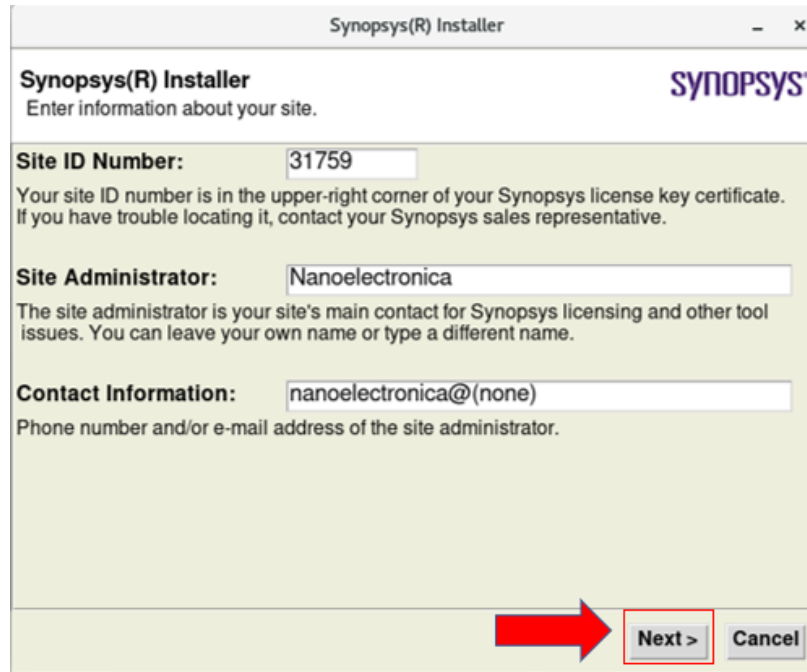 Synopsys(R) Installer
Synopsys(R) Installer
SYNOPSYS
Enter information about your site.
Site ID Number: 31759
Your site ID number is in the upper-right corner of your Synopsys license key certificate.
If you have trouble locating it, contact your Synopsys sales representative.
Site Administrator: Nanoelectronica
The site administrator is your site's main contact for Synopsys licensing and other tool
issues. You can leave your own name or type a different name.
Contact Information: nanoelectronica@(none)
Phone number and/or e-mail address of the site administrator.
Next > Cancel